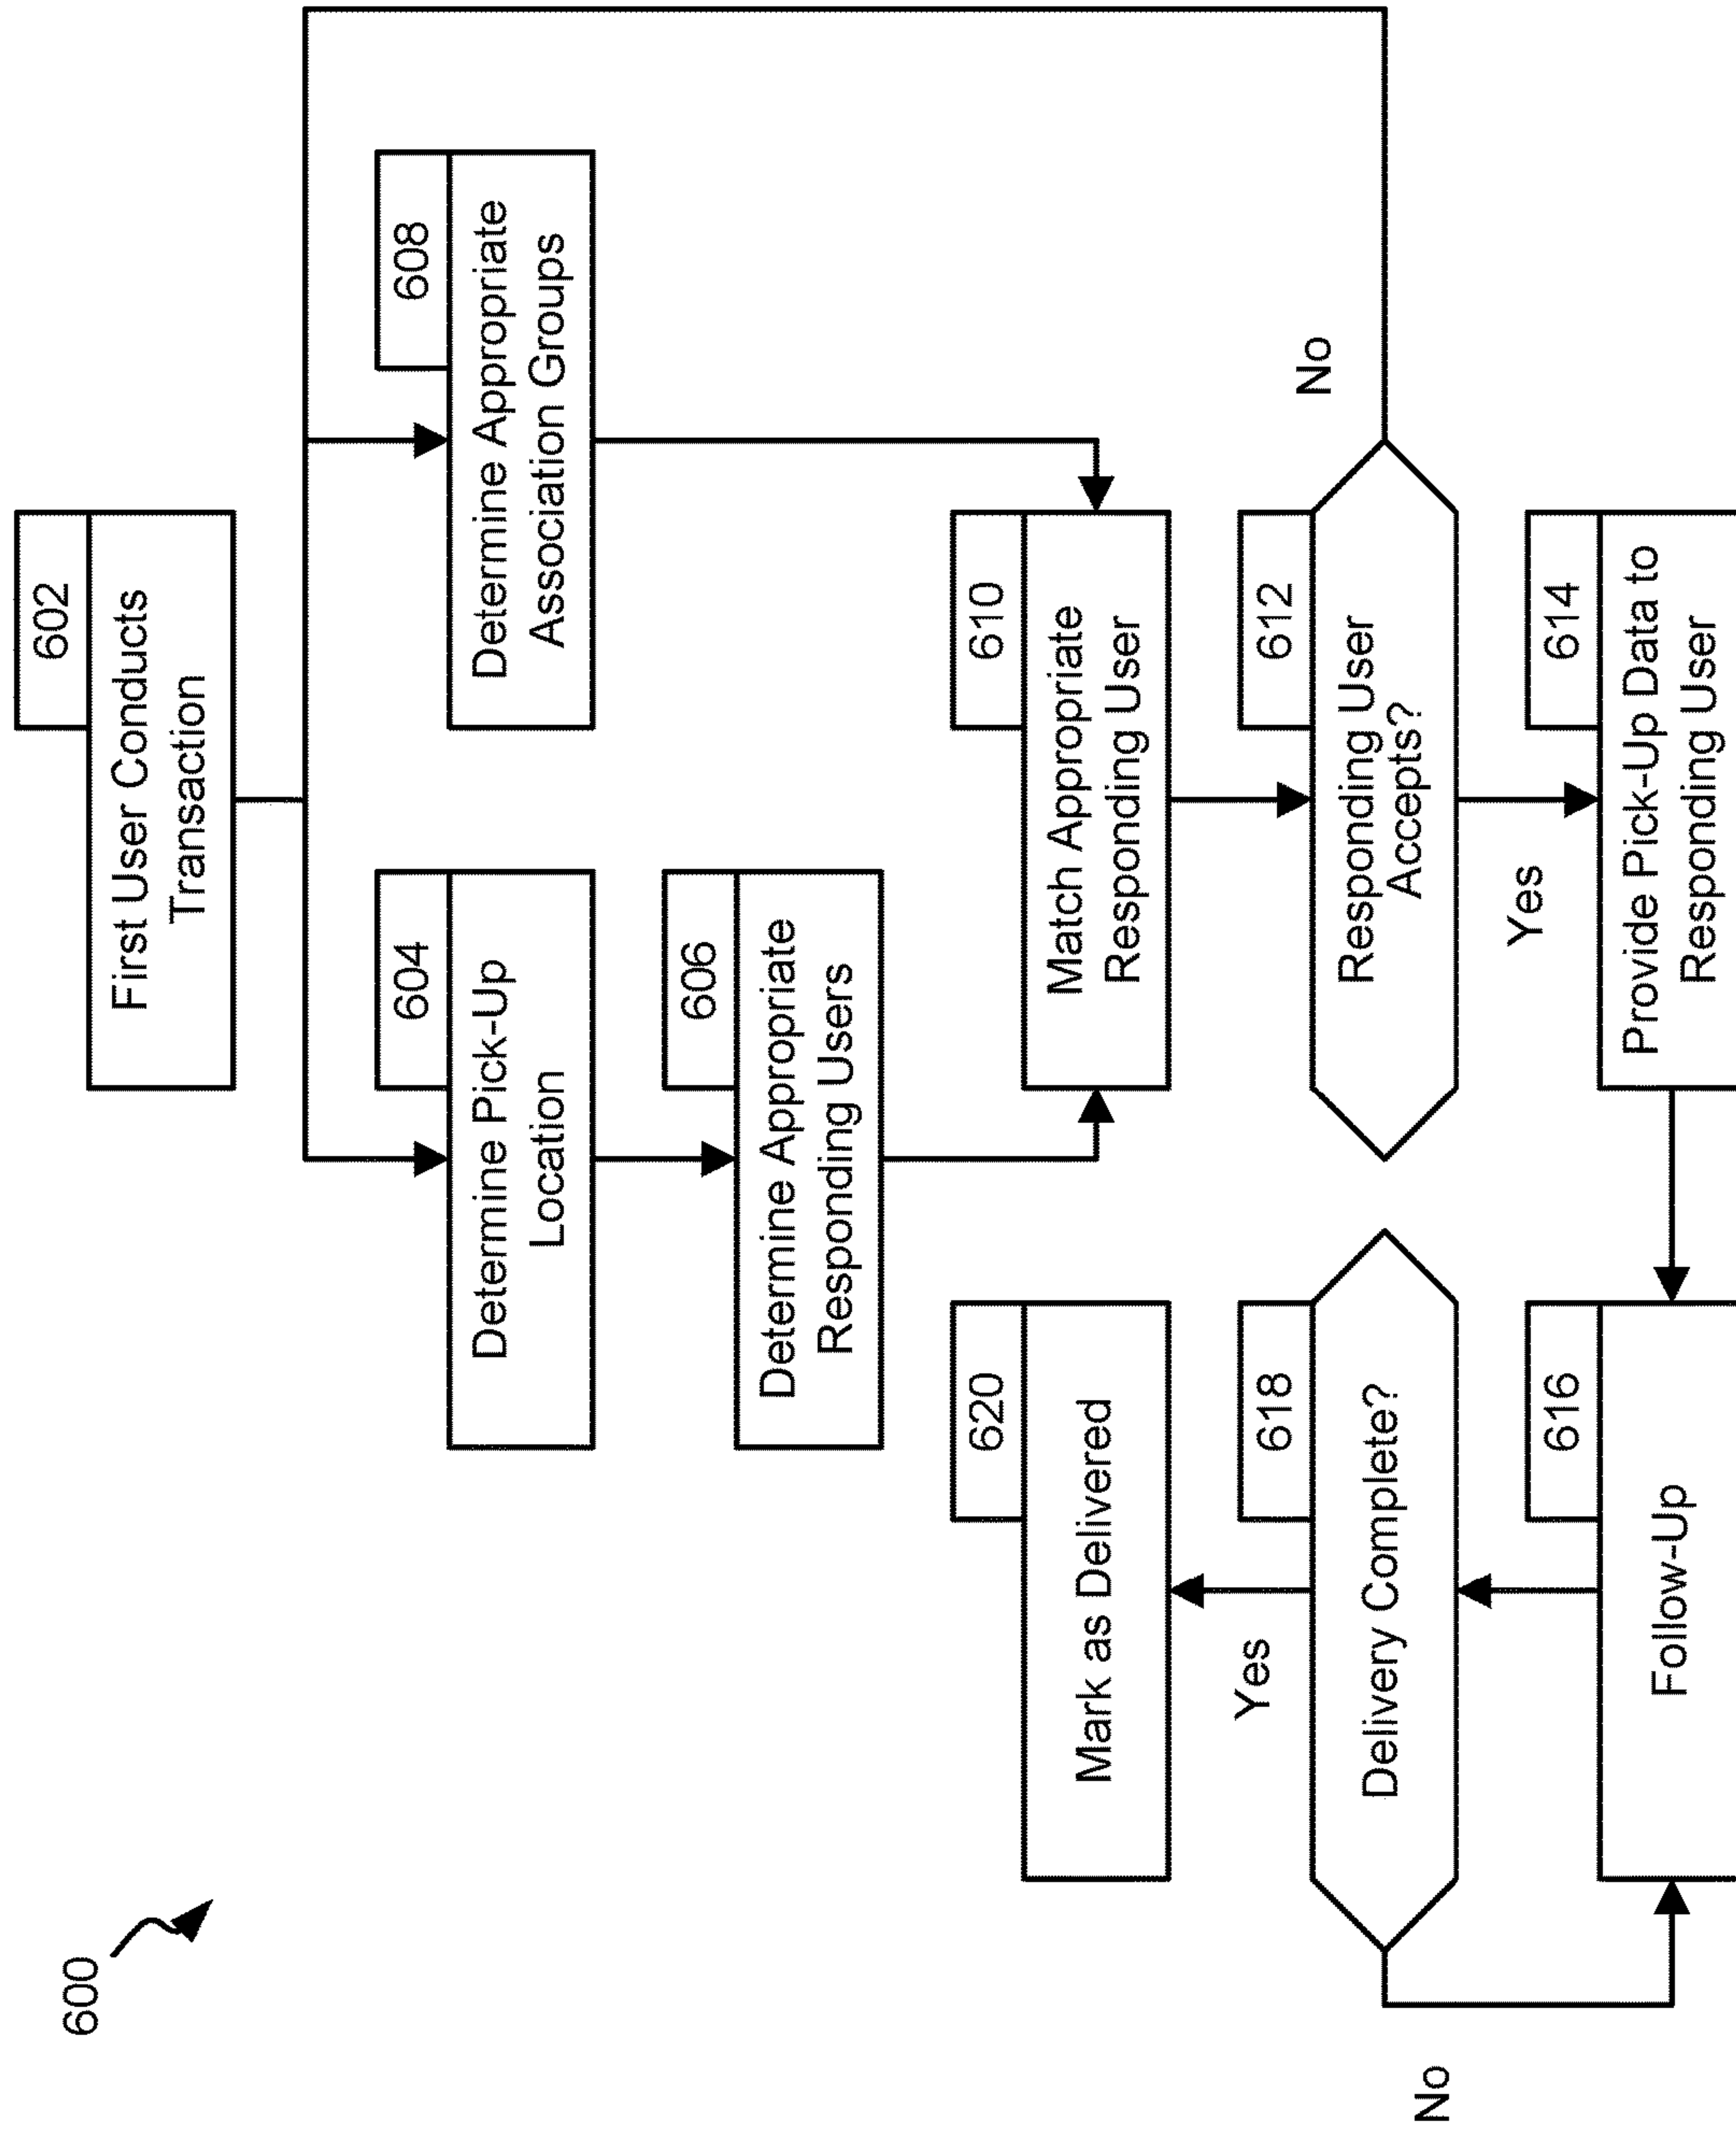 600
602
First User Conducts
Transaction
604
Determine Pick-Up
Location
608
Determine Appropriate
Association Groups
606
Determine Appropriate
Responding Users
620
Mark as Delivered
610
Match Appropriate
Responding User
Yes
618
Delivery Complete?
612
Responding User
Accepts?
No
No
Yes
616
Follow-Up
614
Provide Pick-Up Data to
Responding User